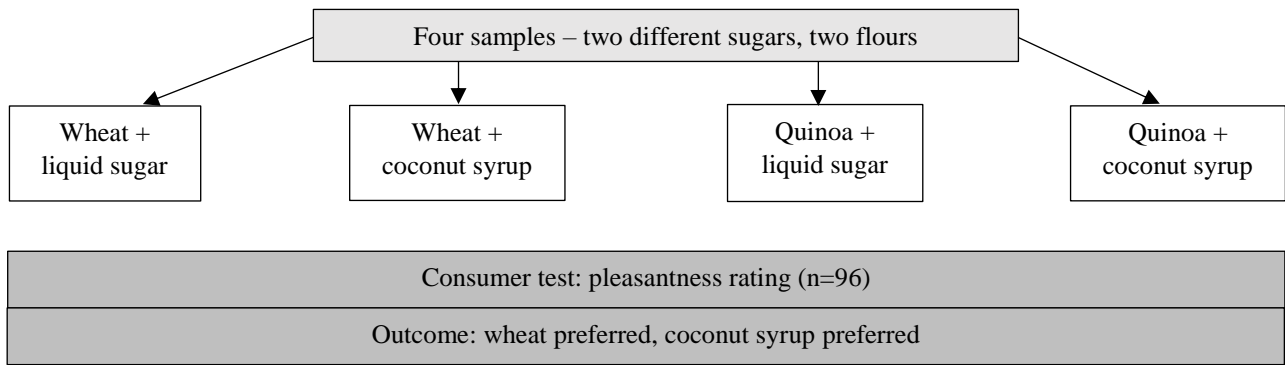 Four samples – two different sugars, two flours
Wheat +
liquid sugar
Wheat +
coconut syrup
Quinoa +
liquid sugar
Quinoa +
coconut syrup
Consumer test: pleasantness rating (n=96)
Outcome: wheat preferred, coconut syrup preferred